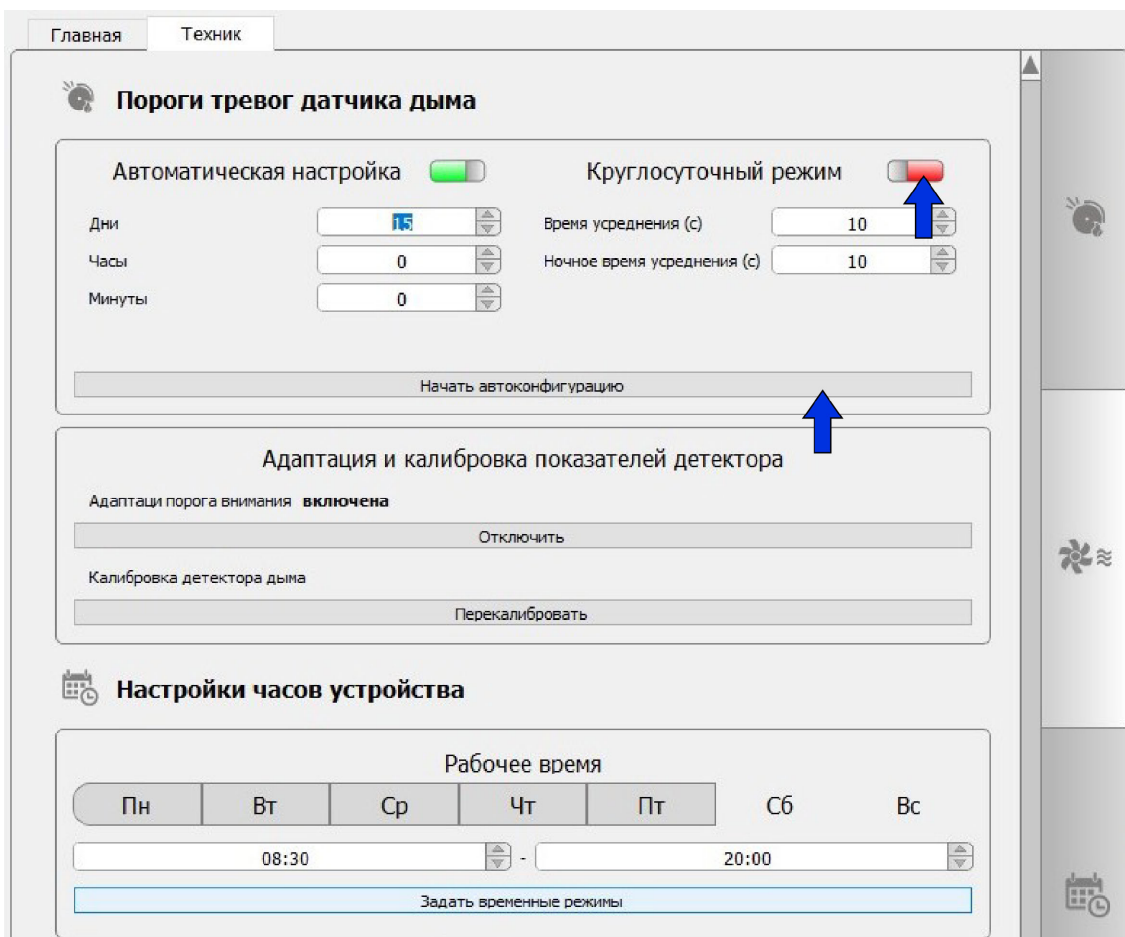 Главная Техник
Пороги тревог датчика дыма
Автоматическая настройка Круглосуточный режим
Дни 15 Время усреднения (с) 10
Часы 0 Ночное время усреднения (с) 10
Минуты 0
Начать автоконфигурацию
Адаптация и калибровка показателей детектора
Адаптаци порога внимания включена
Отключить
Калибровка детектора дыма
Перекалибровать
Настройки часов устройства
Рабочее время
Пн Вт Ср Чт Пт Сб Вс
08:30 - 20:00
Задать временные режимы